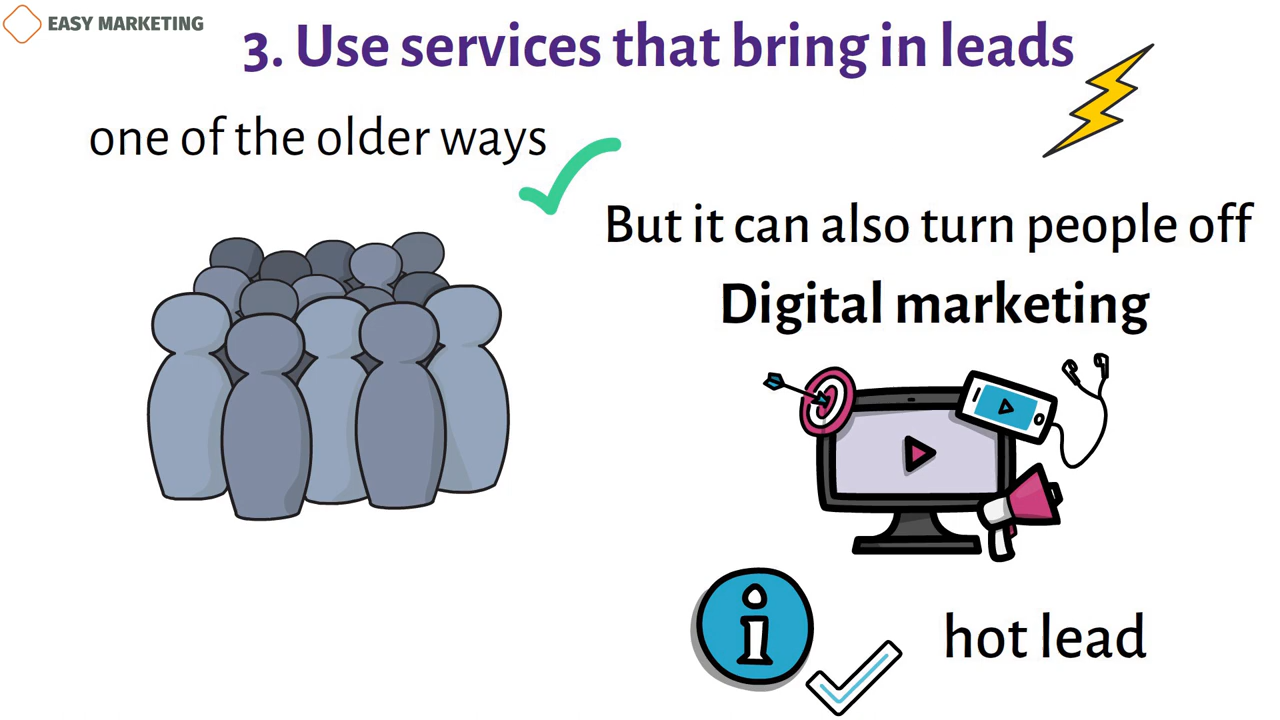 EASY MARKETING
3. Use services that bring in leads
one of the older ways
But it can also turn people off
Digital marketing
i
hot lead